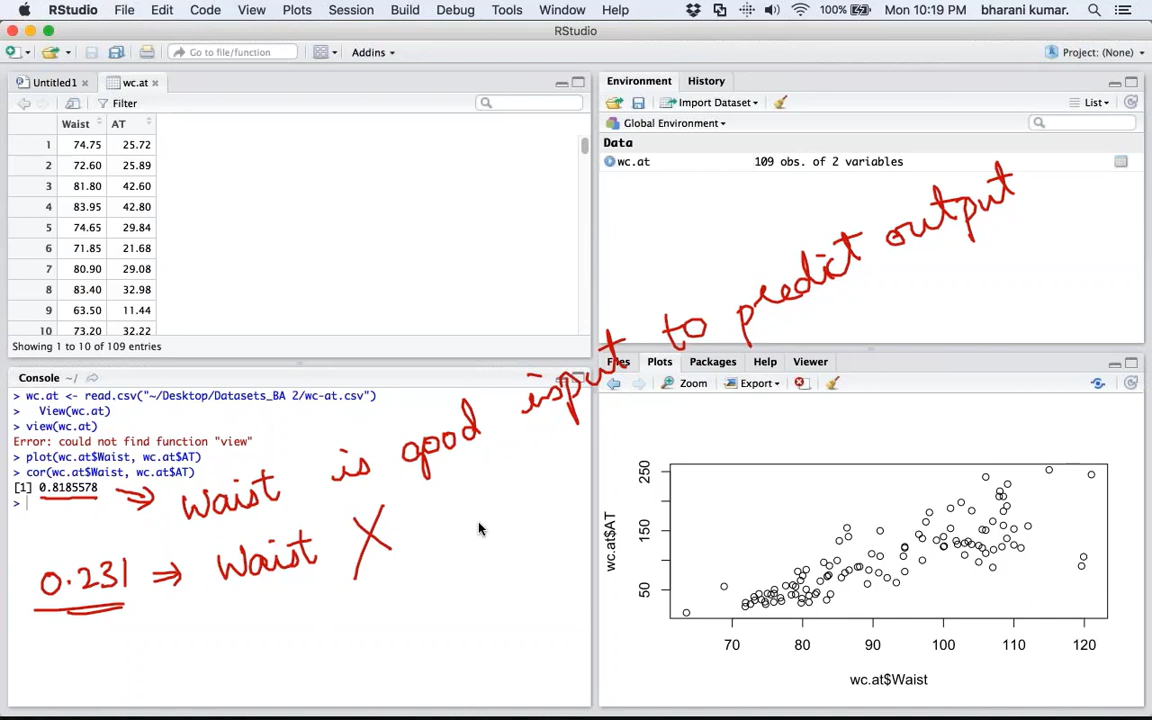 RStudio File Edit Code View Plots Session Build Debug Tools Window Help 100% Mon 10:19 PM bharani kumar.
RStudio
Go to file/function Addins Project: (None)
Untitled1 wc.at
Filter
Waist AT
1 74.75 25.72
2 72.60 25.89
3 81.80 42.60
4 83.95 42.80
5 74.65 29.84
6 71.85 21.68
7 80.90 29.08
8 83.40 32.98
9 63.50 11.44
10 73.20 32.22
Showing 1 to 10 of 109 entries
Environment History
Import Dataset List
Global Environment
Data
wc.at 109 obs. of 2 variables
Console ~/
> wc.at <- read.csv("~/Desktop/Datasets_BA 2/wc-at.csv")
> View(wc.at)
> view(wc.at)
Error: could not find function "view"
> plot(wc.at$Waist, wc.at$AT)
> cor(wc.at$Waist, wc.at$AT)
[1] 0.8185578
>
⇒ Waist is good input to predict output
0.231 ⇒ Waist X
Files Plots Packages Help Viewer
Zoom Export
wc.at$AT
250
150
50
70 80 90 100 110 120
wc.at$Waist